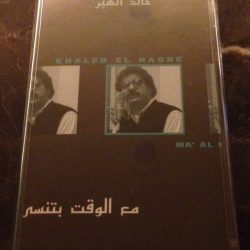 خالد الهبر
KHALED EL HABRE
MA' AL
مع الوقت بتنسى